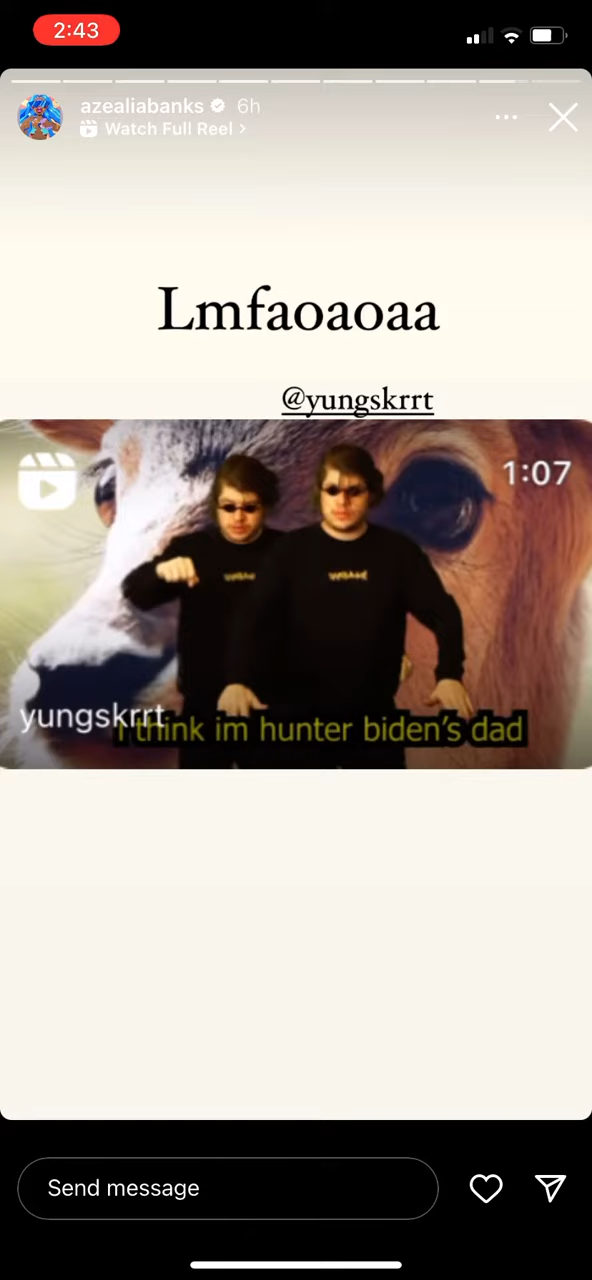 2:43
azealiabanks 6h
Watch Full Reel >
Lmfaoaoaa
@yungskrrt
1:07
yungskrrt
I think im hunter biden's dad
Send message